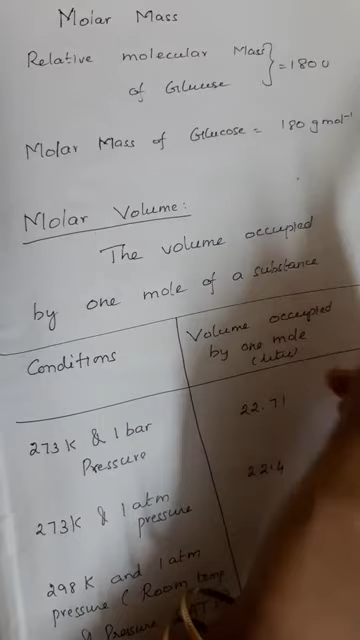 Molar Mass
Relative molecular Mass
of Glucose } = 180 u
Molar Mass of Glucose = 180 g mol⁻¹
Molar Volume:
The volume occupied
by one mole of a substance
Conditions
Volume occupied
by one mole
(litre)
273 K & 1 bar
Pressure
22.71
273 K & 1 atm
pressure
22.4
298 K and 1 atm
pressure (Room temp
& Pressure